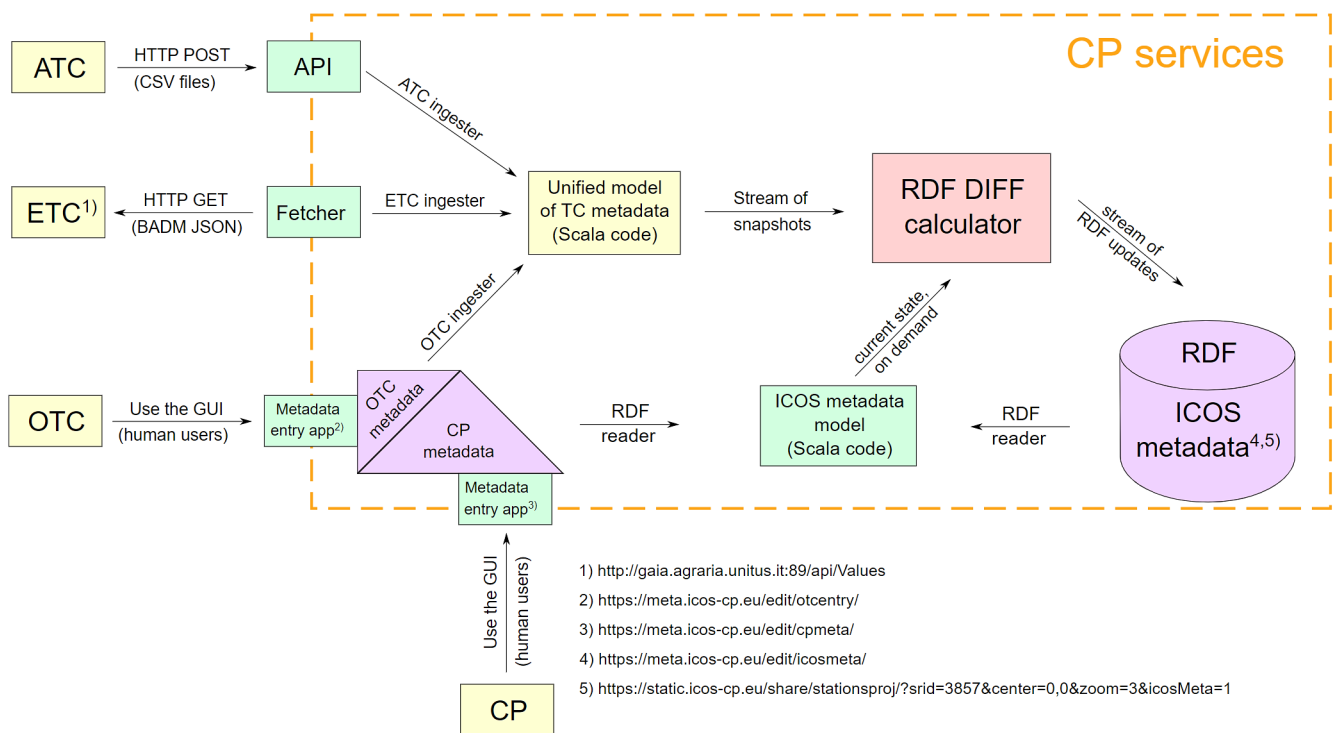 CP services
ATC
HTTP POST
(CSV files)
API
ATC ingester
ETC1)
HTTP GET
(BADM JSON)
Fetcher
ETC ingester
Unified model
of TC metadata
(Scala code)
Stream of
snapshots
RDF DIFF
calculator
stream of
RDF updates
OTC ingester
current state,
on demand
OTC
Use the GUI
(human users)
Metadata
entry app2)
OTC
metadata
CP
metadata
RDF
reader
ICOS metadata
model
(Scala code)
RDF
reader
RDF
ICOS
metadata4,5)
Metadata
entry app3)
Use the GUI
(human users)
CP
1) http://gaia.agraria.unitus.it:89/api/Values
2) https://meta.icos-cp.eu/edit/otcentry/
3) https://meta.icos-cp.eu/edit/cpmeta/
4) https://meta.icos-cp.eu/edit/icosmeta/
5) https://static.icos-cp.eu/share/stationsproj/?srid=3857&center=0,0&zoom=3&icosMeta=1